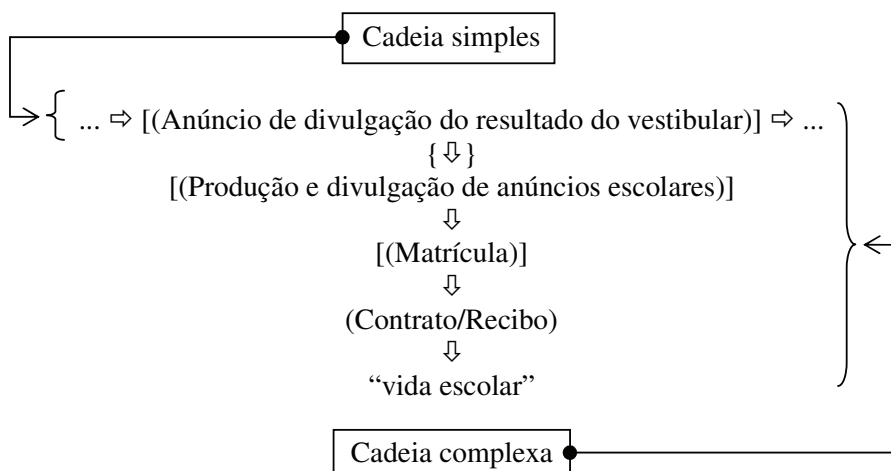 Cadeia simples
{ ... ⇨ [(Anúncio de divulgação do resultado do vestibular)] ⇨ ...
{⇩}
[(Produção e divulgação de anúncios escolares)]
⇩
[(Matrícula)]
⇩
(Contrato/Recibo)
⇩
“vida escolar”
Cadeia complexa